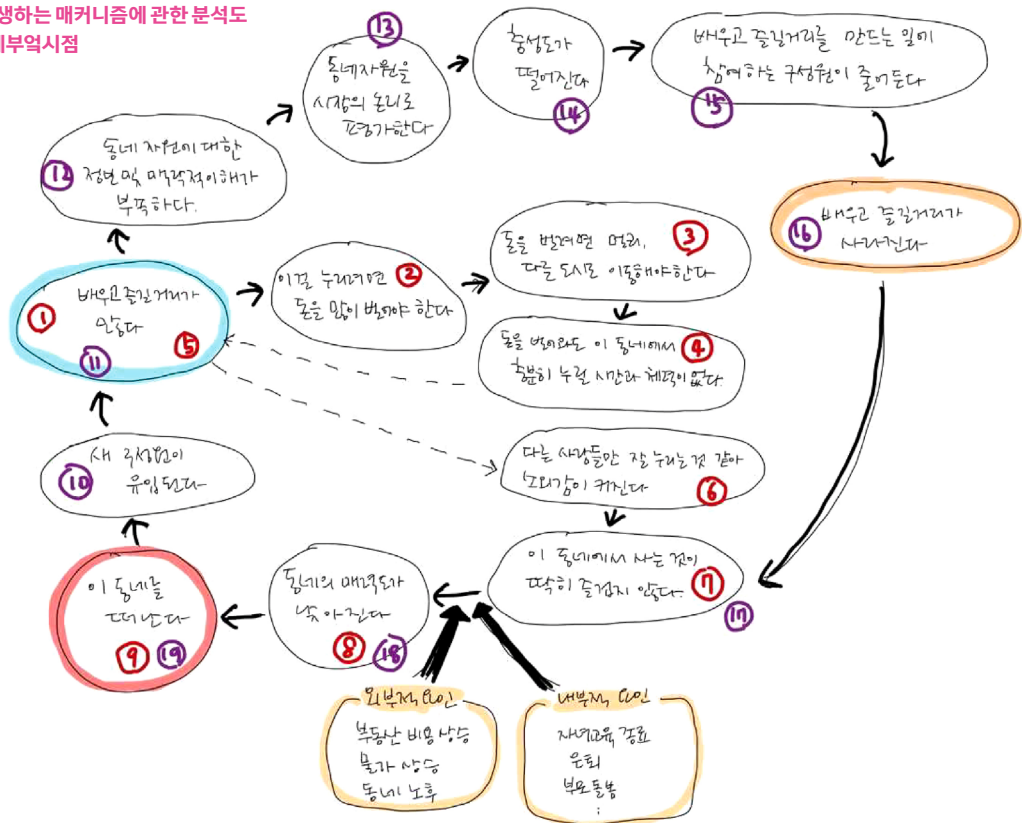 생하는 매커니즘에 관한 분석도
부엌시점
⑬
동네자원을
시장의 논리로
평가한다
충성도가
떨어진다
⑭
배우고 즐길거리를 만드는 일에
참여하는 구성원이 줄어든다
⑮
⑫ 동네 자원에 대한
정보 및 맥락적이해가
부족하다.
⑯ 배우고 즐길거리가
사라진다
① 배우고 즐길거리가
많다
⑤
⑪
이걸 누리려면 ②
돈을 많이 벌어야 한다
돈을 벌려면 멀리, ③
다른 도시로 이동해야한다
돈을 벌어와도 이 동네에서 ④
충분히 누릴 시간과 체력이 없다.
다른 사람들만 잘 누리는것 같아
소외감이 커진다 ⑥
이 동네에서 사는 것이
딱히 즐겁지 않다. ⑦
⑰
동네의 매력도가
낮아진다
⑧ ⑱
이 동네를
떠난다
⑨ ⑲
새 구성원이
⑩ 유입된다
외부적요인
부동산 비용 상승
물가 상승
동네 노후
내부적 요인
자녀교육 종료
은퇴
부모돌봄
: